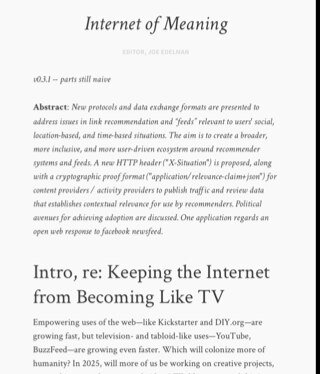 Internet of Meaning
EDITOR, JOE EDELMAN
v0.3.1 -- parts still naive
Abstract: New protocols and data exchange formats are presented to
address issues in link recommendation and "feeds" relevant to users' social,
location-based, and time-based situations. The aim is to create a broader,
more inclusive, and more user-driven ecosystem around recommender
systems and feeds. A new HTTP header ("X-Situation") is proposed, along
with a cryptographic proof format ("application/relevance-claim+json") for
content providers / activity providers to publish traffic and review data
that establishes contextual relevance for use by recommenders. Political
avenues for achieving adoption are discussed. One application regards an
open web response to facebook newsfeed.
Intro, re: Keeping the Internet
from Becoming Like TV
Empowering uses of the web—like Kickstarter and DIY.org—are
growing fast, but television- and tabloid-like uses—YouTube,
BuzzFeed—are growing even faster. Which will colonize more of
humanity? In 2025, will more of us be working on creative projects,